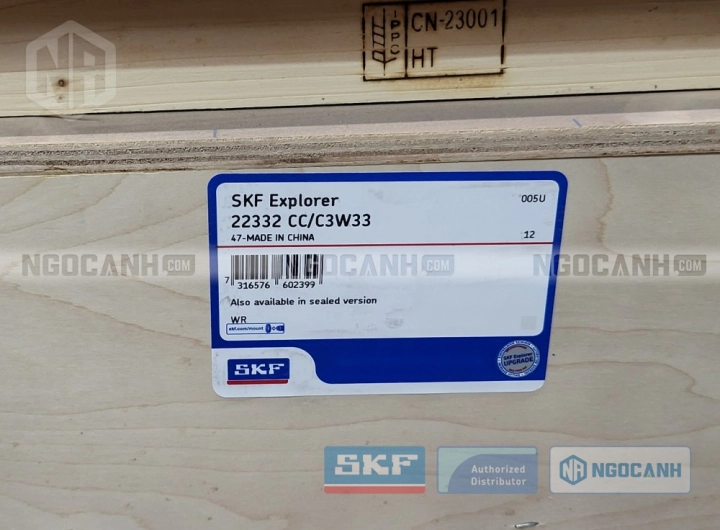 NA
IPPC
CN-23001
HT
SKF Explorer
22332 CC/C3W33
47-MADE IN CHINA
005U
12
7 316576 602399
Also available in sealed version
WR
skf.com/mount
SKF
SKF Explorer
UPGRADE
NGOCANH.COM
NGOCANH.COM
NGOCANH.COM
SKF
Authorized
Distributor
NA NGOCANH